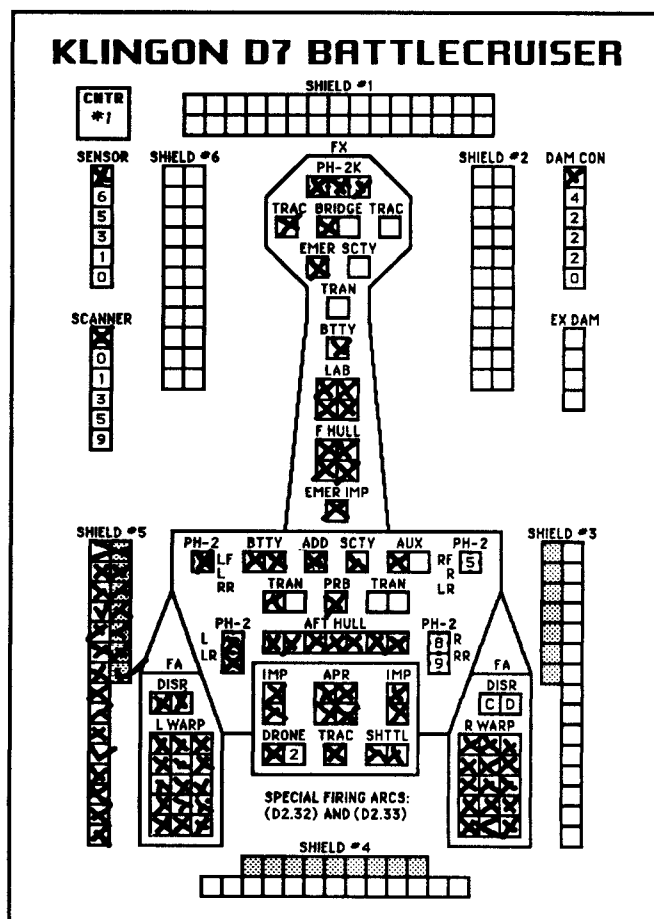 KLINGON D7 BATTLECRUISER
CNTR #1
SHIELD #1
SENSOR
6
5
3
1
0
SHIELD #6
FX
PH-2K
TRAC BRIDGE TRAC
EMER SCTY
TRAN
BTTY
LAB
F HULL
EMER IMP
SHIELD #2
DAM CON
4
2
2
2
0
SCANNER
0
1
3
5
9
EX DAM
SHIELD #5
SHIELD #3
PH-2 LF L RR
BTTY ADD SCTY AUX
RF R LR PH-2 5
TRAN PRB TRAN
PH-2 L LR
AFT HULL
PH-2 8 9 R RR
FA
DISR
L WARP
IMP APR IMP
DRONE 2 TRAC SHTTL
FA
DISR
C D
R WARP
SPECIAL FIRING ARCS:
(D2.32) AND (D2.33)
SHIELD #4